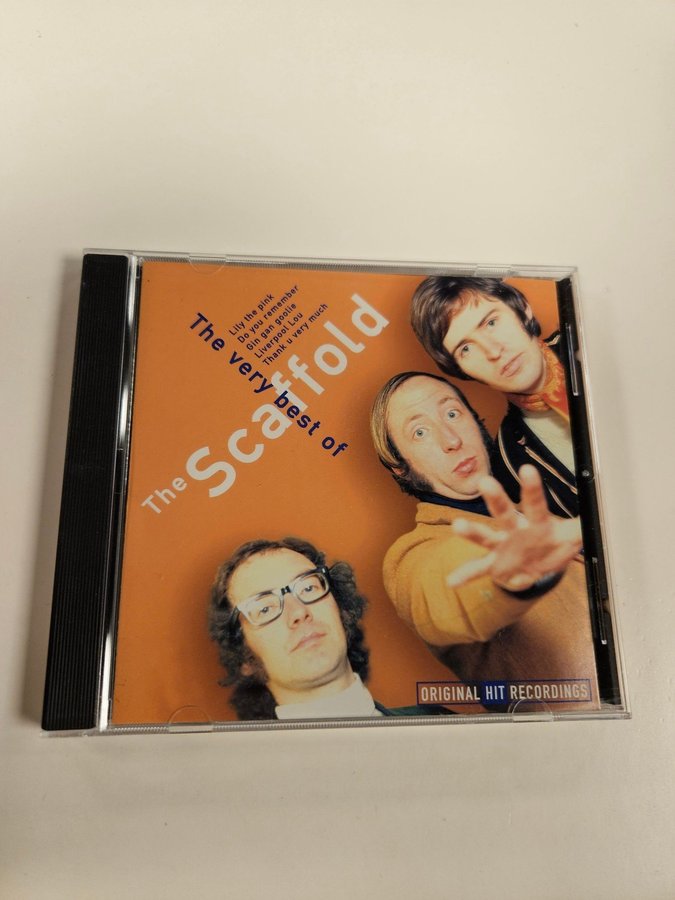 Lily the pink
Do you remember
Gin gan goolie
Liverpool Lou
Thank u very much
The very best of
The Scaffold
ORIGINAL HIT RECORDINGS